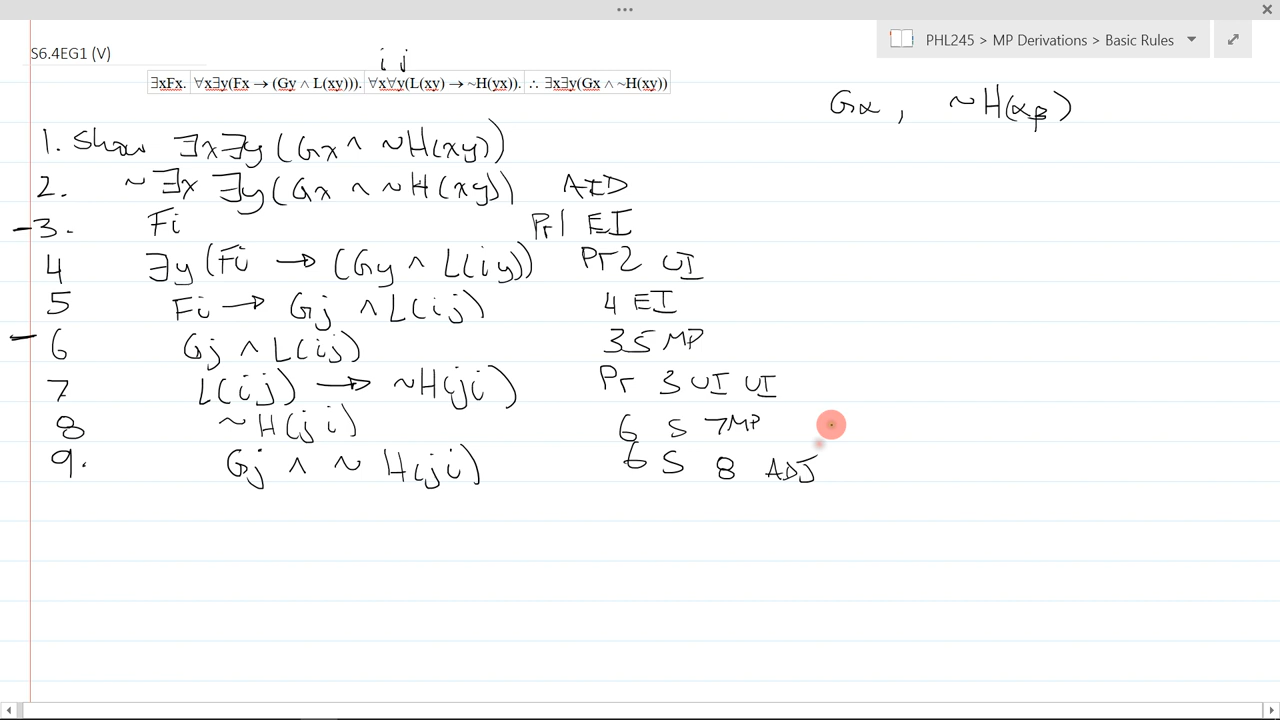 S6.4EG1 (V)
PHL245 > MP Derivations > Basic Rules
i j
∃xFx. ∀x∃y(Fx → (Gy ∧ L(xy))). ∀x∀y(L(xy) → ~H(yx)). ∴ ∃x∃y(Gx ∧ ~H(xy))
Gα , ~H(αβ)
1. Show ∃x∃y(Gx ∧ ~H(xy))
2. ~∃x ∃y(Gx ∧ ~H(xy)) AID
3. Fi Pr1 EI
4 ∃y(Fi → (Gy ∧ L(iy)) Pr2 UI
5 Fi → Gj ∧ L(ij) 4 EI
6 Gj ∧ L(ij) 3 5 MP
7 L(ij) → ~H(ji) Pr 3 UI UI
8 ~H(ji) 6 S 7 MP
9. Gj ∧ ~H(ji) 6 S 8 ADJ